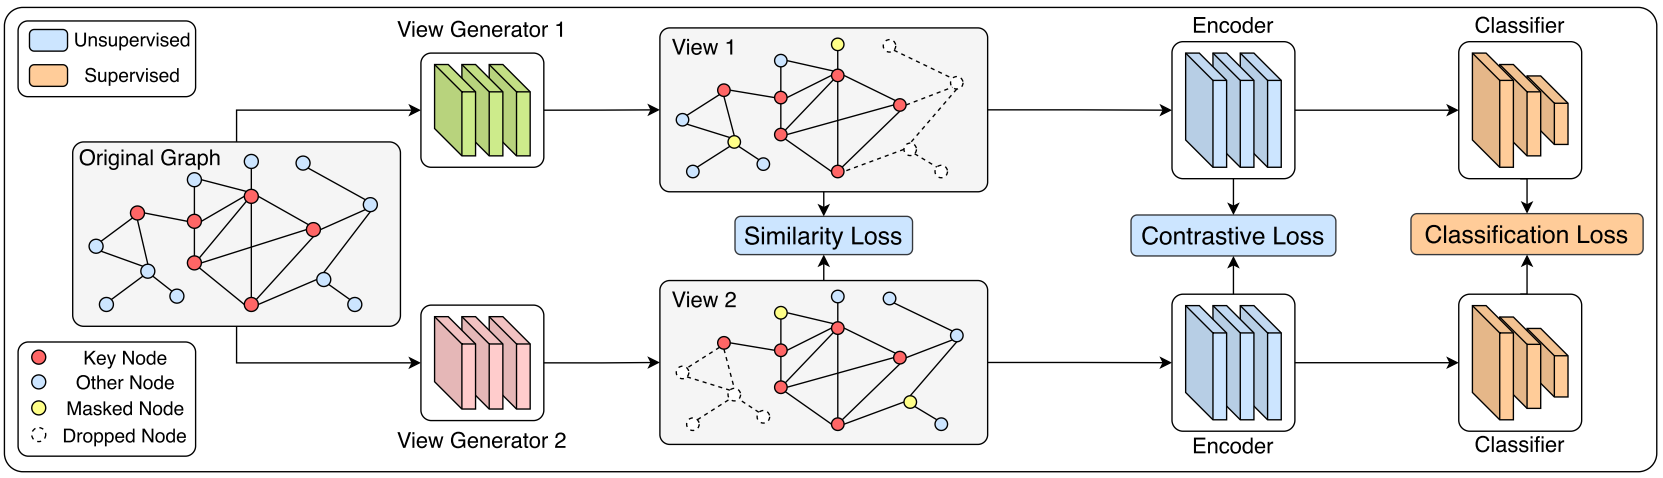 Unsupervised
Supervised
View Generator 1
View 1
Encoder
Classifier
Original Graph
Similarity Loss
Contrastive Loss
Classification Loss
View 2
Key Node
Other Node
Masked Node
Dropped Node
View Generator 2
Encoder
Classifier